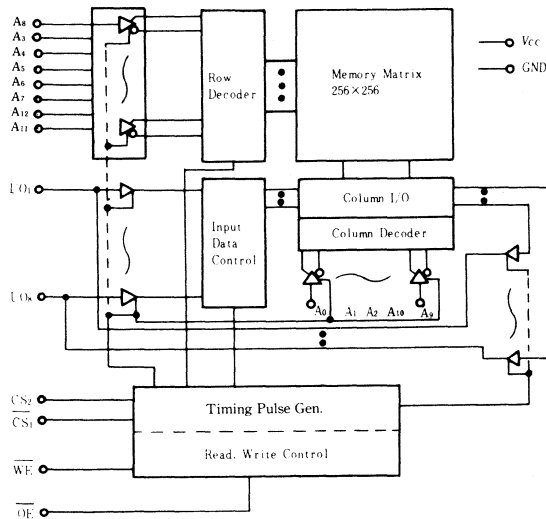 A8
A3
A4
A5
A6
A7
A12
A11
Row
Decoder
Memory Matrix
256×256
Vcc
GND
I/O1
I/O8
Input
Data
Control
Column I/O
Column Decoder
A0 A1 A2 A10 A9
CS2
CS1
WE
OE
Timing Pulse Gen.
Read. Write Control